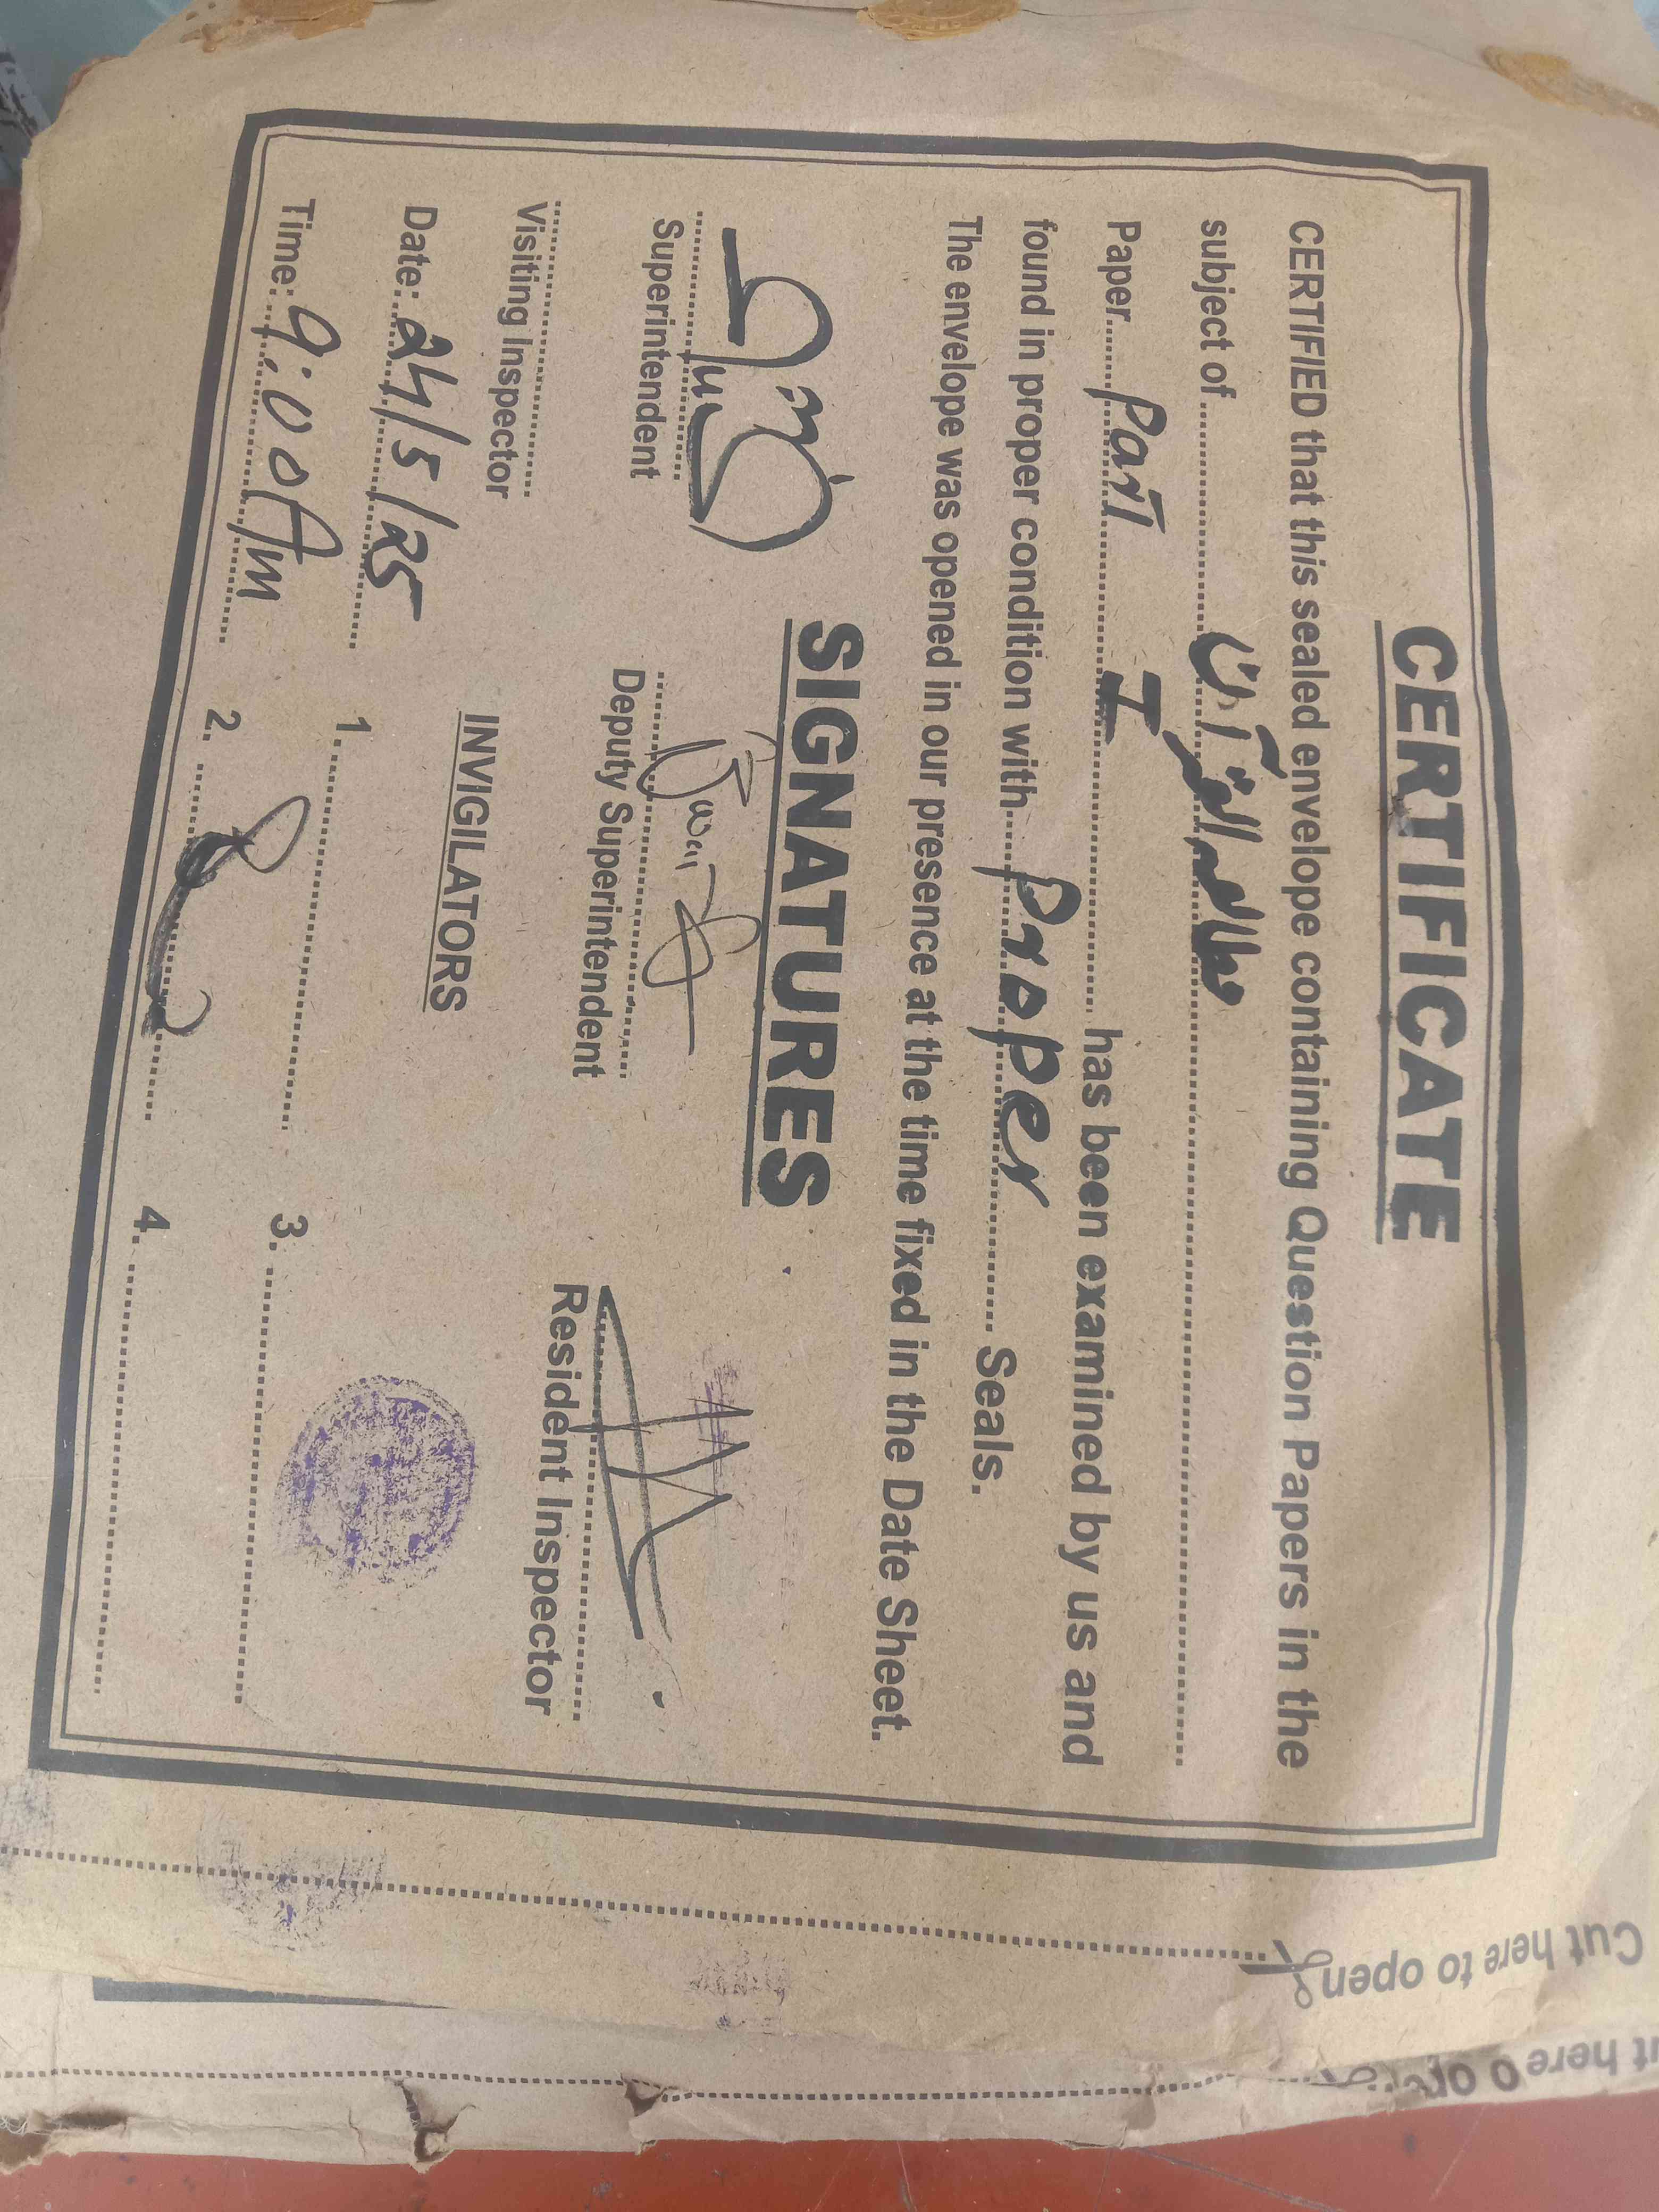 CERTIFICATE
CERTIFIED that this sealed envelope containing Question Papers in the
subject of.................مطالعہ القرآن.................
Paper......Part I......has been examined by us and
found in proper condition with......Proper...... Seals.
The envelope was opened in our presence at the time fixed in the Date Sheet.
SIGNATURES
Superintendent
Deputy Superintendent
Resident Inspector
Visiting Inspector
INVIGILATORS
Date: 24/5/25
1.
3.
Time: 9:00 Am
2.
4.
Cut here to open